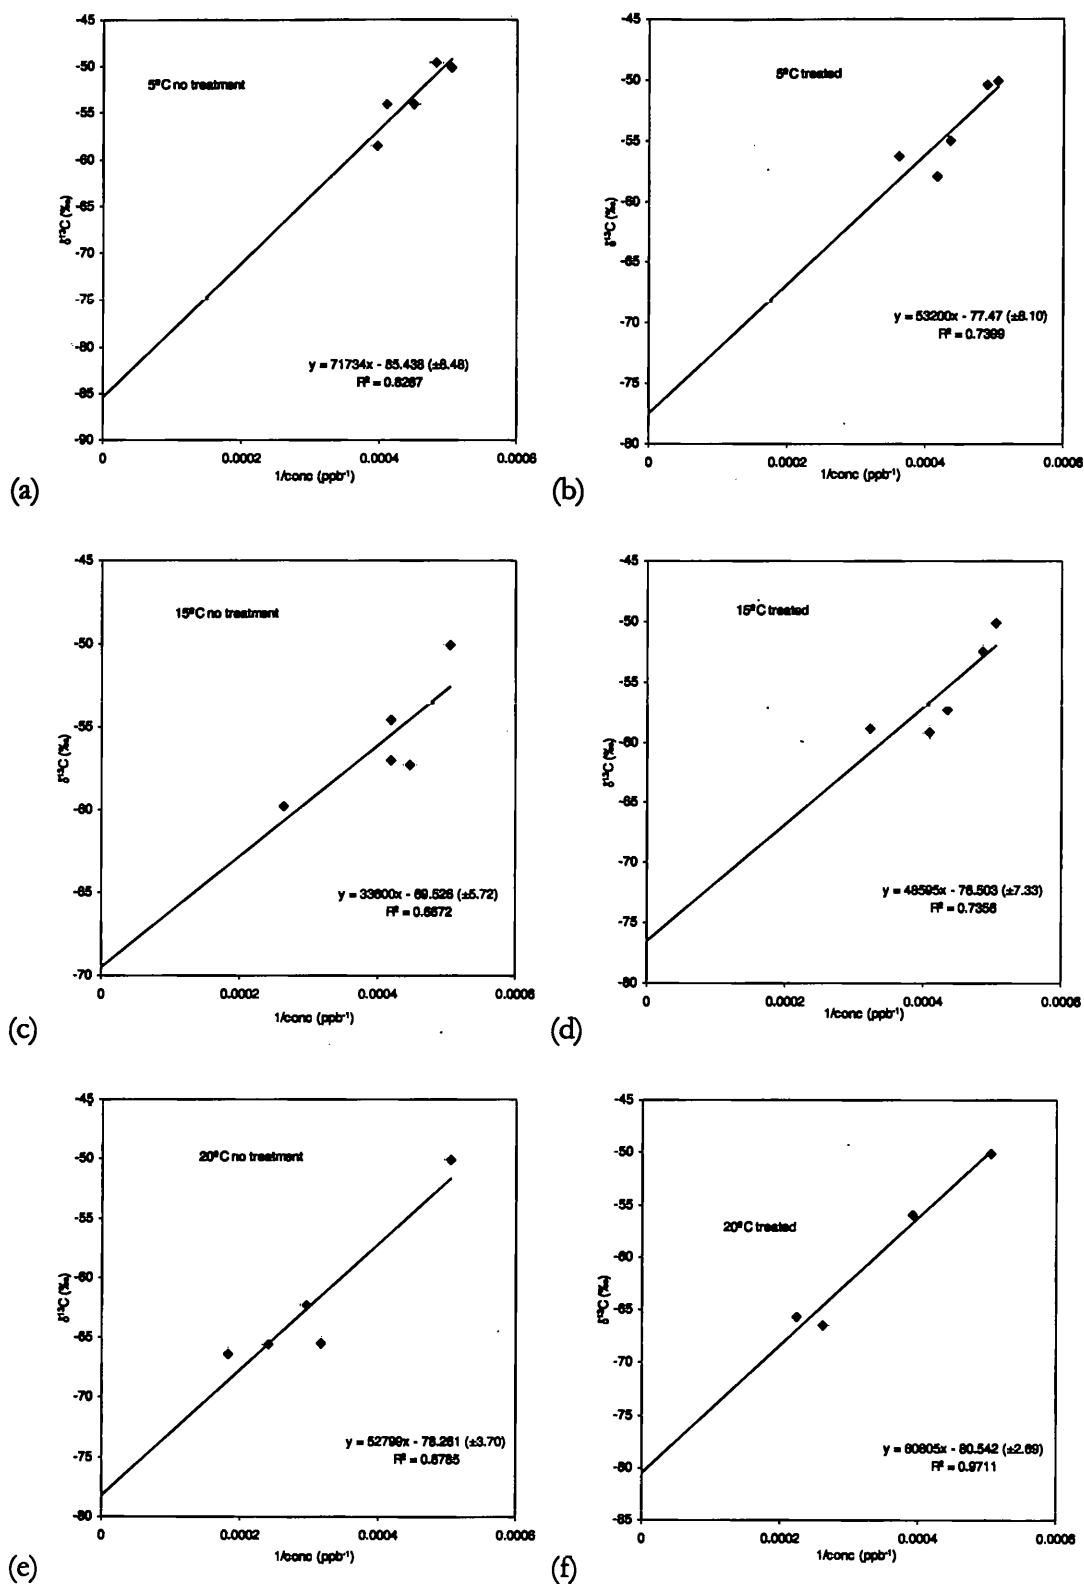 -45
-50
-55
-60
-65
-70
-75
-80
-85
-90
δ¹³C (‰)
5ºC no treatment
y = 71734x - 85.438 (±8.48)
R² = 0.8267
0 0.0002 0.0004 0.0006
1/conc (ppb⁻¹)
(a)
-45
-50
-55
-60
-65
-70
-75
-80
δ¹³C (‰)
5ºC treated
y = 53200x - 77.47 (±8.10)
R² = 0.7399
0 0.0002 0.0004 0.0006
1/conc (ppb⁻¹)
(b)
-45
-50
-55
-60
-65
-70
δ¹³C (‰)
15ºC no treatment
y = 33600x - 69.526 (±5.72)
R² = 0.6672
0 0.0002 0.0004 0.0006
1/conc (ppb⁻¹)
(c)
-45
-50
-55
-60
-65
-70
-75
-80
δ¹³C (‰)
15ºC treated
y = 48595x - 76.503 (±7.33)
R² = 0.7356
0 0.0002 0.0004 0.0006
1/conc (ppb⁻¹)
(d)
-45
-50
-55
-60
-65
-70
-75
-80
δ¹³C (‰)
20ºC no treatment
y = 52799x - 78.261 (±3.70)
R² = 0.8785
0 0.0002 0.0004 0.0006
1/conc (ppb⁻¹)
(e)
-45
-50
-55
-60
-65
-70
-75
-80
-85
δ¹³C (‰)
20ºC treated
y = 60805x - 80.542 (±2.69)
R² = 0.9711
0 0.0002 0.0004 0.0006
1/conc (ppb⁻¹)
(f)